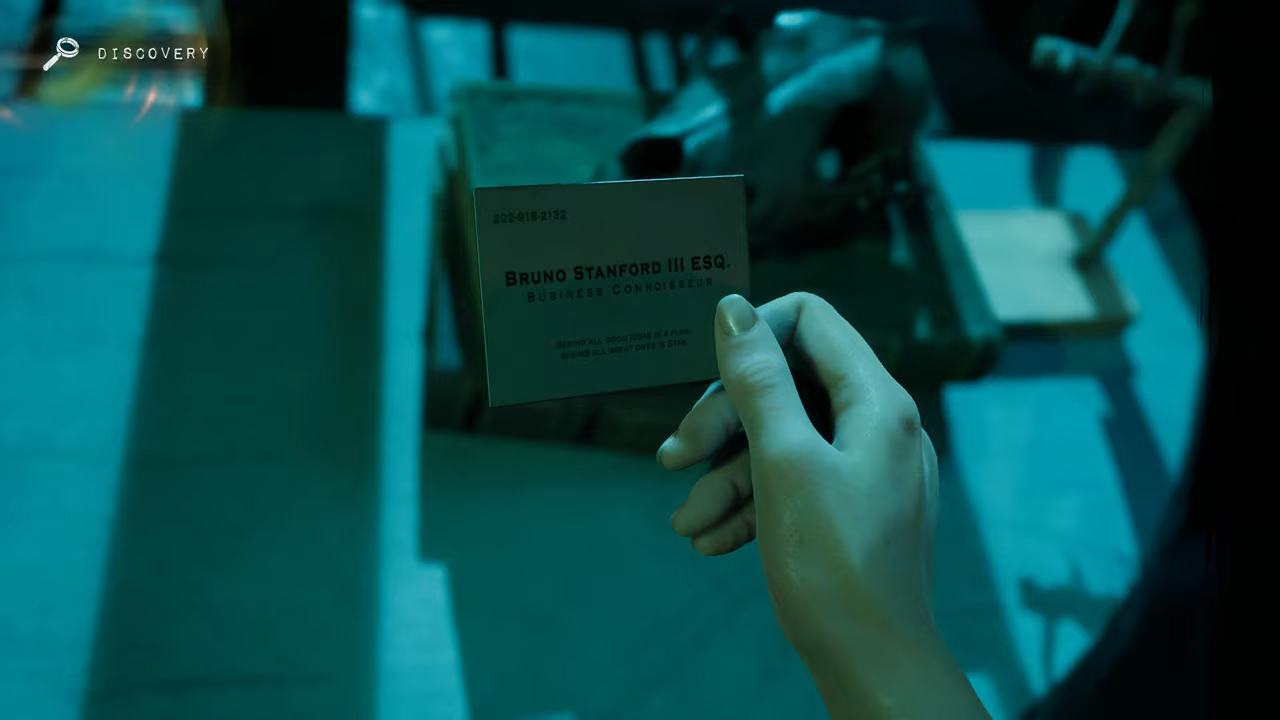 DISCOVERY
202-918-2132
BRUNO STANFORD III ESQ.
BUSINESS CONNOISSEUR
BEHIND ALL GOOD IDEAS IS A PLAN.
BEHIND ALL GREAT ONES IS STAN.